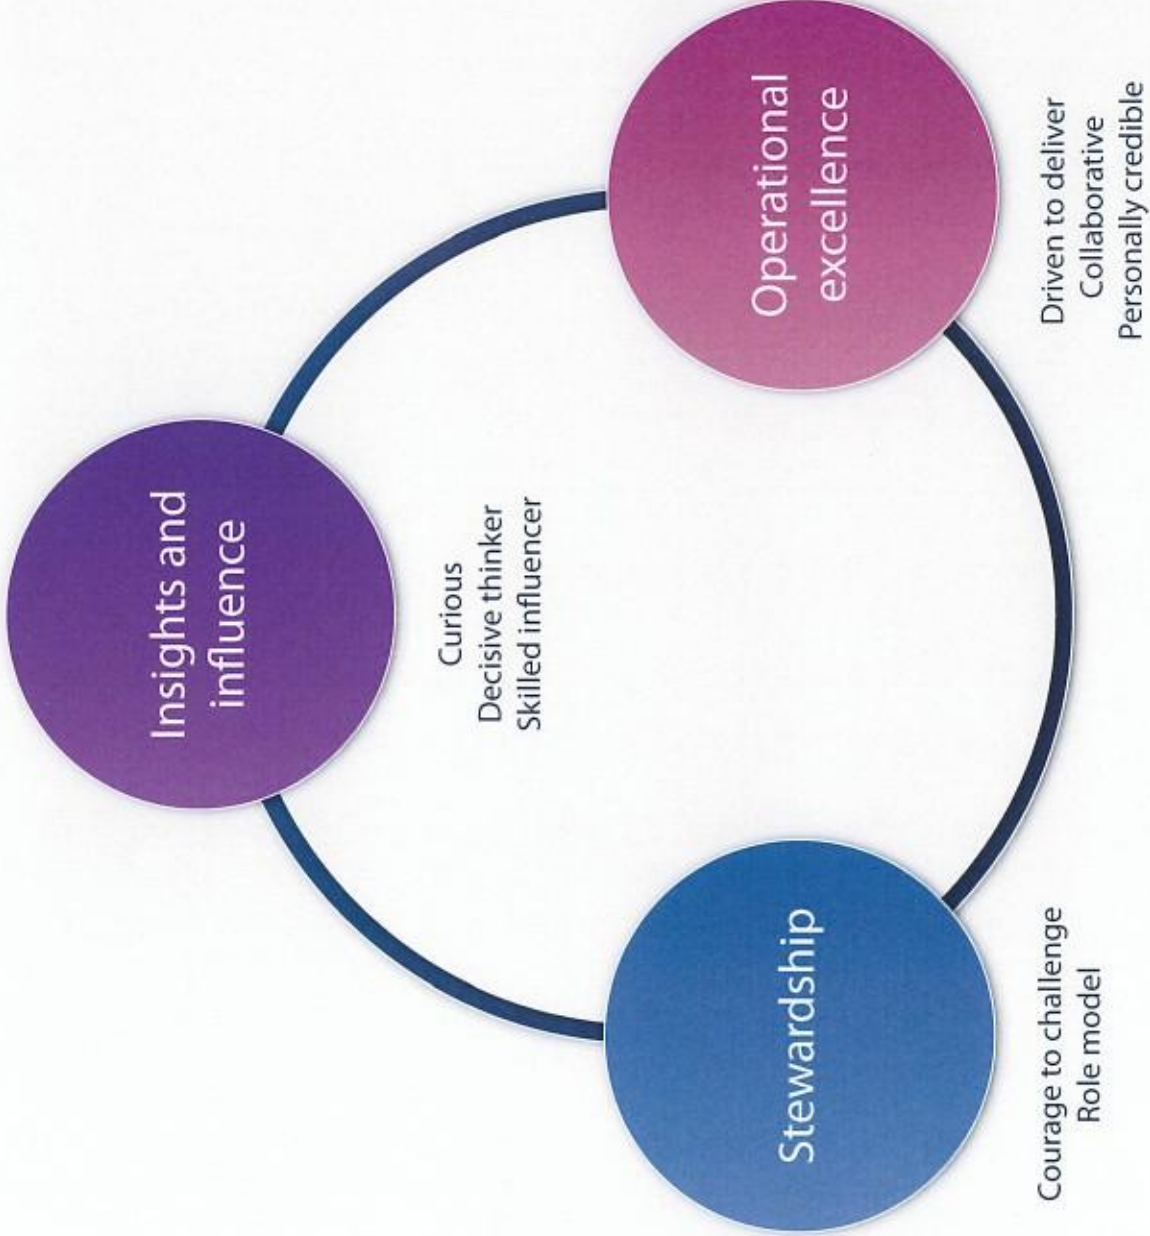 Insights and
influence
Curious
Decisive thinker
Skilled influencer
Stewardship
Courage to challenge
Role model
Operational
excellence
Driven to deliver
Collaborative
Personally credible